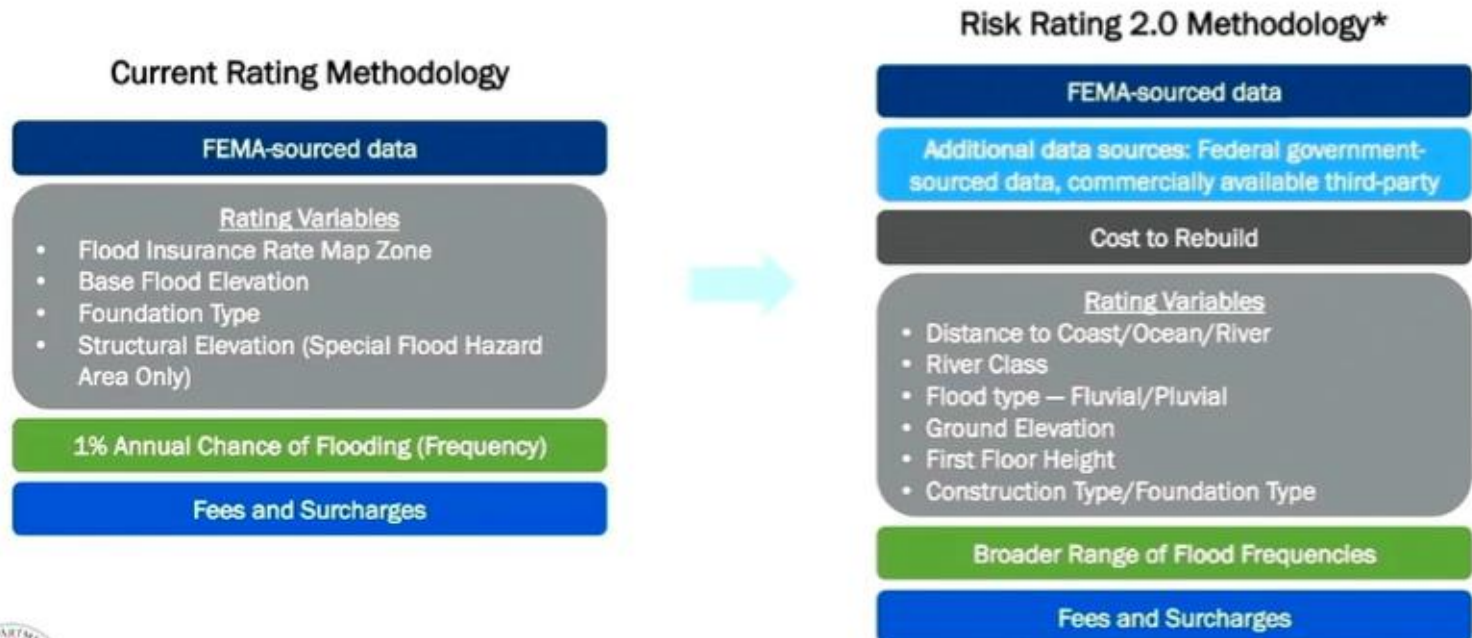 Current Rating Methodology
FEMA-sourced data
Rating Variables
• Flood Insurance Rate Map Zone
• Base Flood Elevation
• Foundation Type
• Structural Elevation (Special Flood Hazard
Area Only)
1% Annual Chance of Flooding (Frequency)
Fees and Surcharges
Risk Rating 2.0 Methodology*
FEMA-sourced data
Additional data sources: Federal government-
sourced data, commercially available third-party
Cost to Rebuild
Rating Variables
• Distance to Coast/Ocean/River
• River Class
• Flood type — Fluvial/Pluvial
• Ground Elevation
• First Floor Height
• Construction Type/Foundation Type
Broader Range of Flood Frequencies
Fees and Surcharges